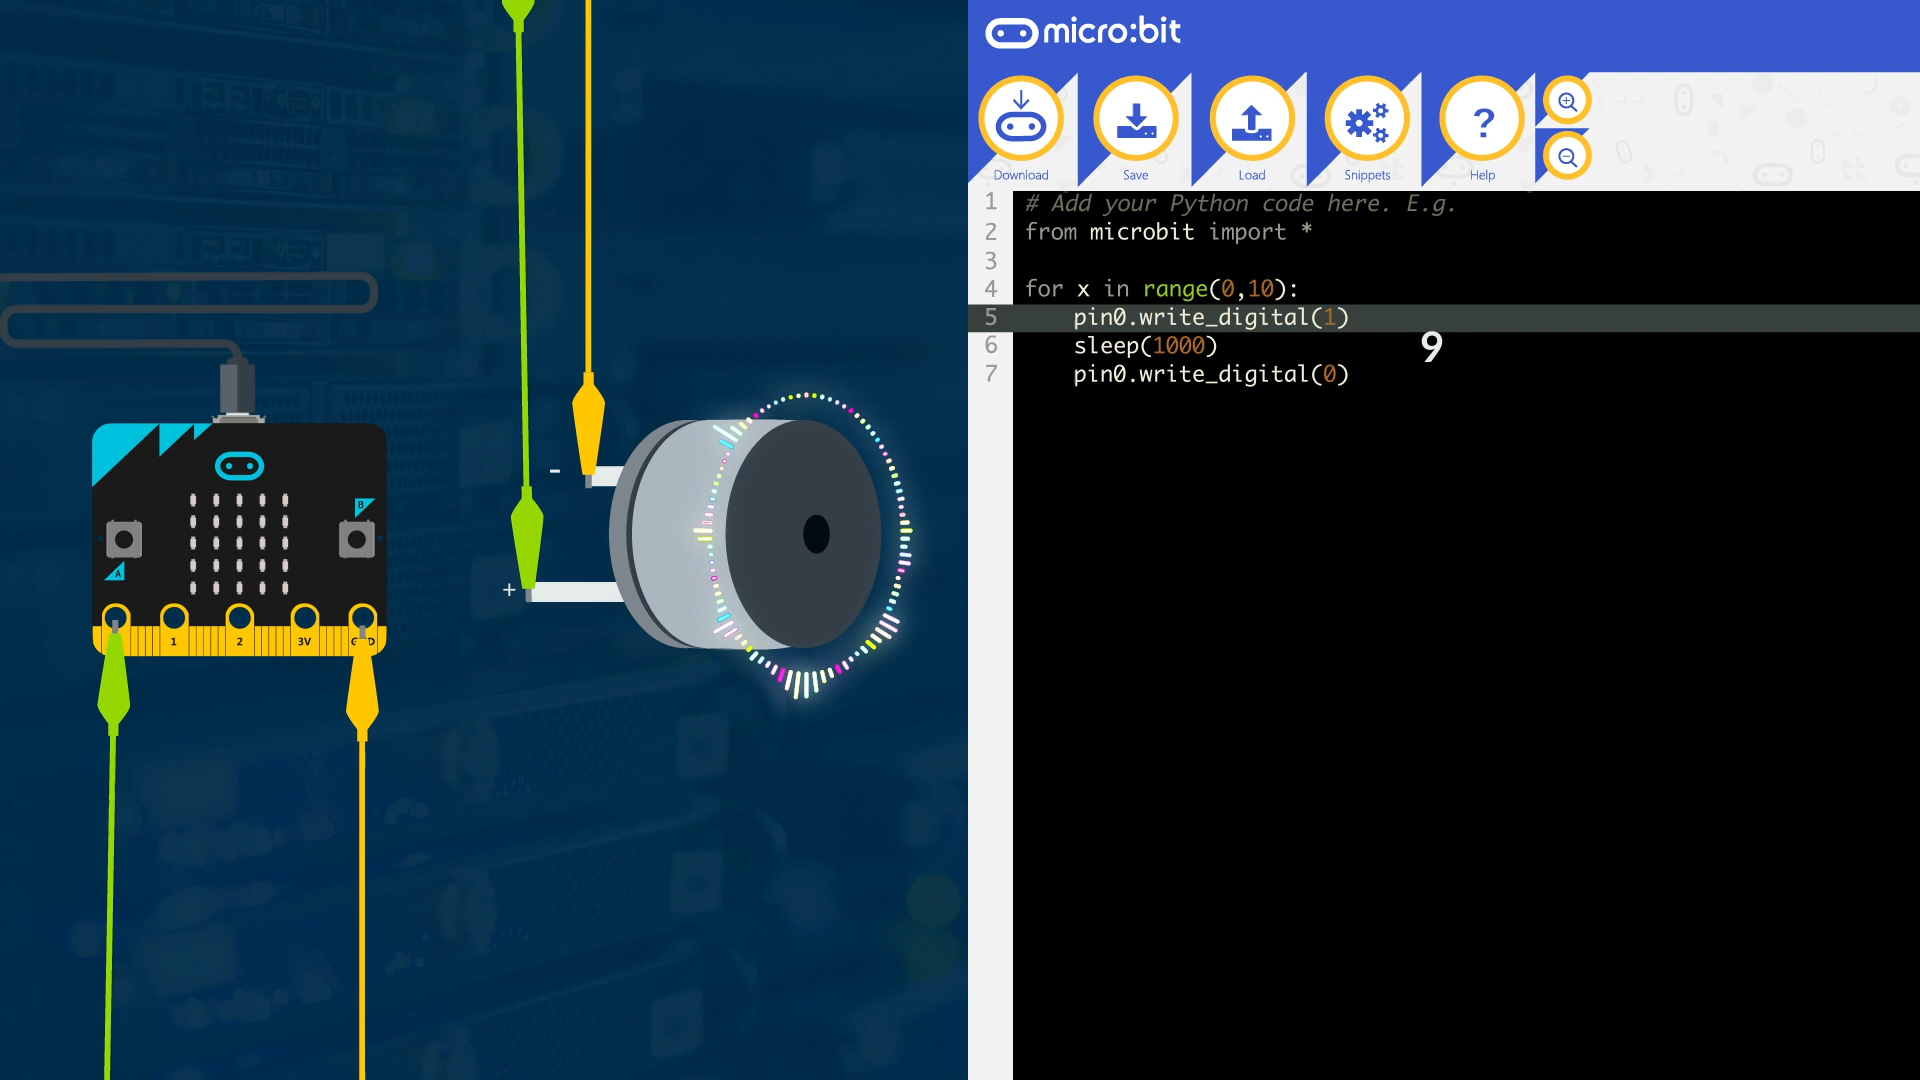 micro:bit
Download
Save
Load
Snippets
? Help
1 # Add your Python code here. E.g.
2 from microbit import *
3
4 for x in range(0,10):
5 pin0.write_digital(1)
6 sleep(1000)
9
7 pin0.write_digital(0)
-
+
B
A
1 2 3V